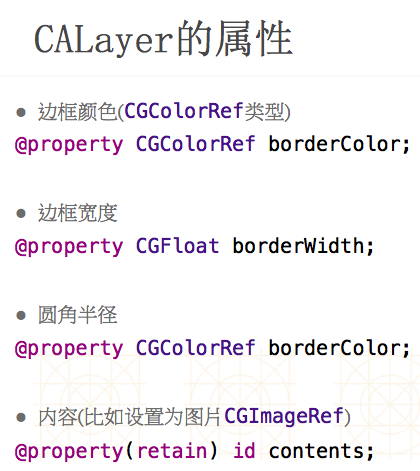 CALayer的属性
● 边框颜色(CGColorRef类型)
@property CGColorRef borderColor;
● 边框宽度
@property CGFloat borderWidth;
● 圆角半径
@property CGColorRef borderColor;
● 内容(比如设置为图片CGImageRef)
@property(retain) id contents;